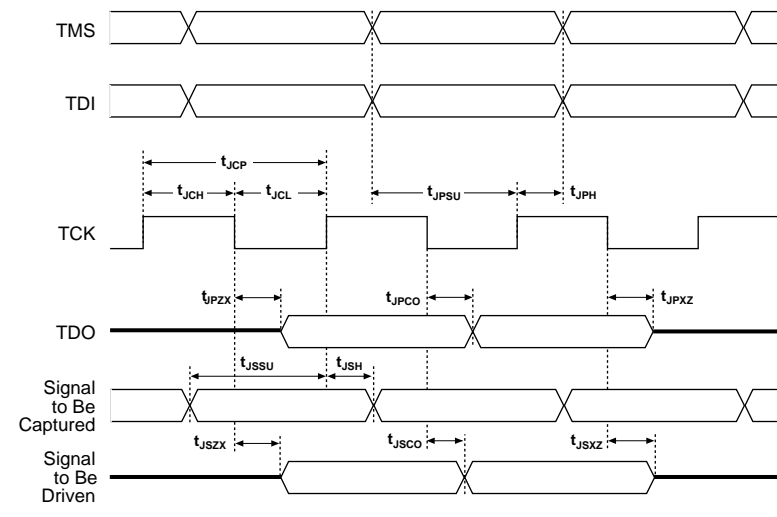 TMS
TDI
tJCP
tJCH
tJCL
tJPSU
tJPH
TCK
tJPZX
tJPCO
tJPXZ
TDO
tJSSU
tJSH
Signal
to Be
Captured
tJSZX
tJSCO
tJSXZ
Signal
to Be
Driven